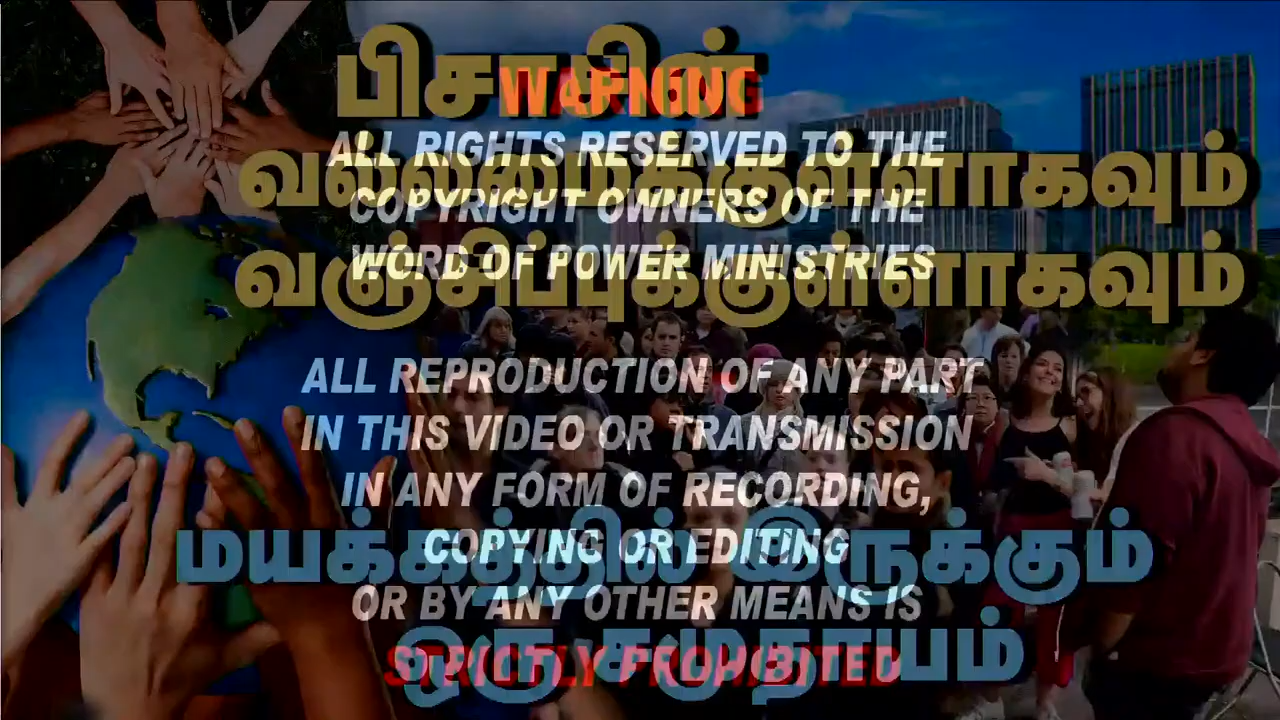 பிசாசின்
WARNING
ALL RIGHTS RESERVED TO THE
வல்லமைக்குள்ளாகவும்
COPYRIGHT OWNERS OF THE
WORD OF POWER MINISTRIES
வஞ்சிப்புக்குள்ளாகவும்
ALL REPRODUCTION OF ANY PART
IN THIS VIDEO OR TRANSMISSION
IN ANY FORM OF RECORDING,
COPYING OR EDITING
மயக்கத்தில் இருக்கும்
OR BY ANY OTHER MEANS IS
ஒரு சமுதாயம்
STRICTLY PROHIBITED